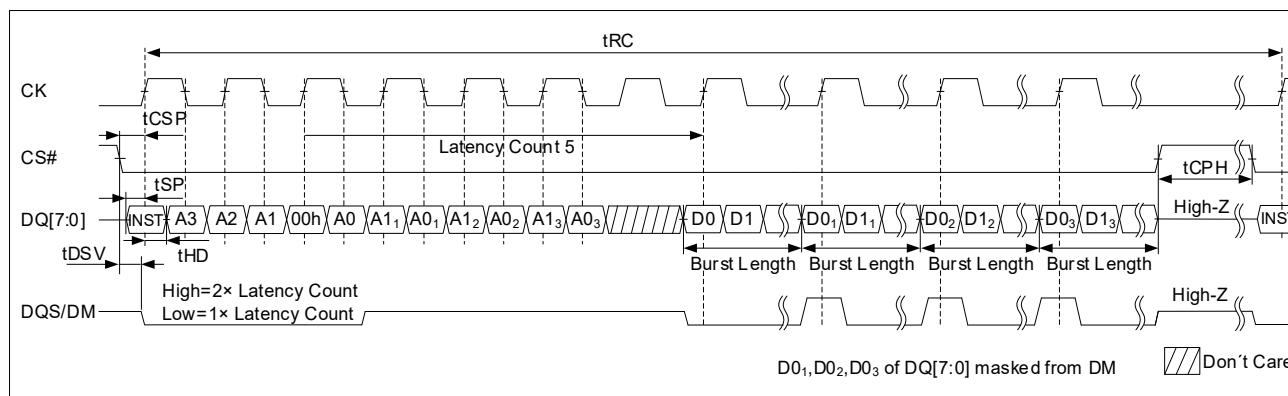 tRC
CK
tCSP
Latency Count 5
CS#
tCPH
tSP
DQ[7:0] INST A3 A2 A1 00h A0 A1₁ A0₁ A1₂ A0₂ A1₃ A0₃ D0 D1 D0₁ D1₁ D0₂ D1₂ D0₃ D1₃ High-Z INS
tDSV tHD Burst Length Burst Length Burst Length Burst Length
High=2× Latency Count
Low=1× Latency Count
DQS/DM High-Z
D0₁,D0₂,D0₃ of DQ[7:0] masked from DM Don´t Care